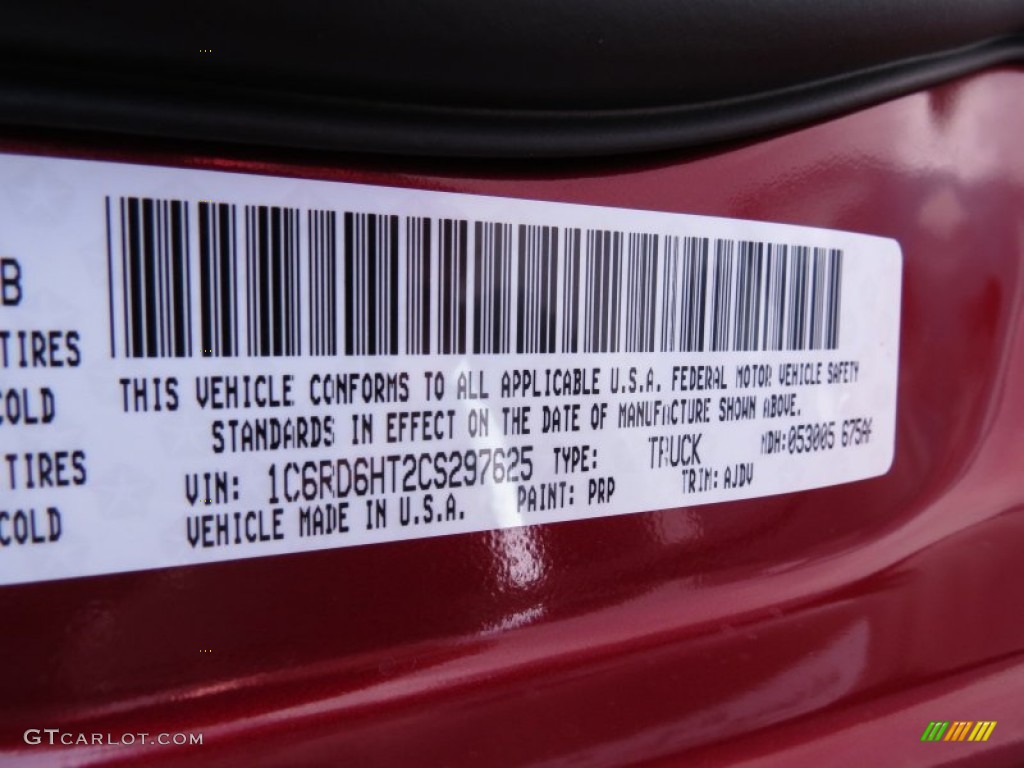 B
TIRES
COLD
TIRES
COLD
THIS VEHICLE CONFORMS TO ALL APPLICABLE U.S.A. FEDERAL MOTOR VEHICLE SAFETY
STANDARDS IN EFFECT ON THE DATE OF MANUFACTURE SHOWN ABOVE.
VIN: 1C6RD6HT2CS297625 TYPE: TRUCK MDH:053005 675AA
VEHICLE MADE IN U.S.A. PAINT: PRP TRIM: AJDV
GTCARLOT.COM